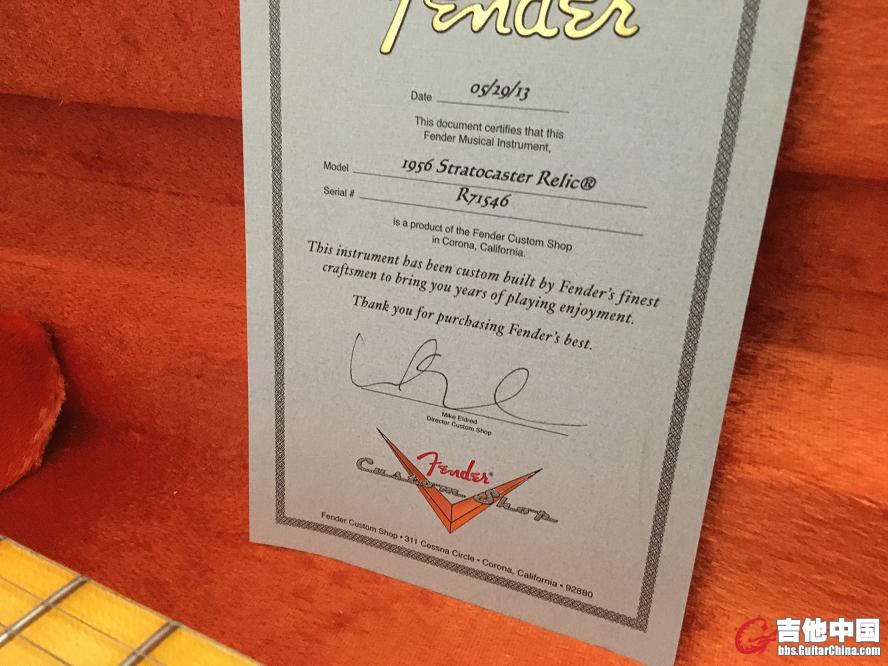 Fender
Date 05/29/13
This document certifies that this
Fender Musical Instrument,
Model 1956 Stratocaster Relic®
Serial # R71546
is a product of the Fender Custom Shop
in Corona, California.
This instrument has been custom built by Fender's finest
craftsmen to bring you years of playing enjoyment.
Thank you for purchasing Fender's best.
Mike Eldred
Director Custom Shop
Fender®
Custom Shop
Fender Custom Shop • 311 Cessna Circle • Corona, California • 92880
吉他中国
bbs.GuitarChina.com